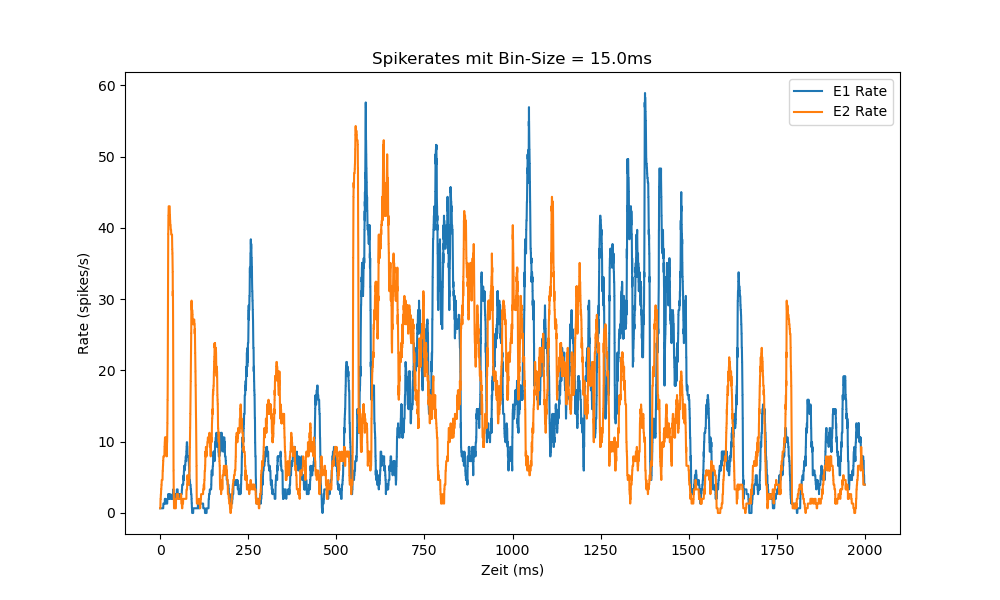 Spikerates mit Bin-Size = 15.0ms
E1 Rate
E2 Rate
60
50
40
30
20
10
0
Rate (spikes/s)
0 250 500 750 1000 1250 1500 1750 2000
Zeit (ms)